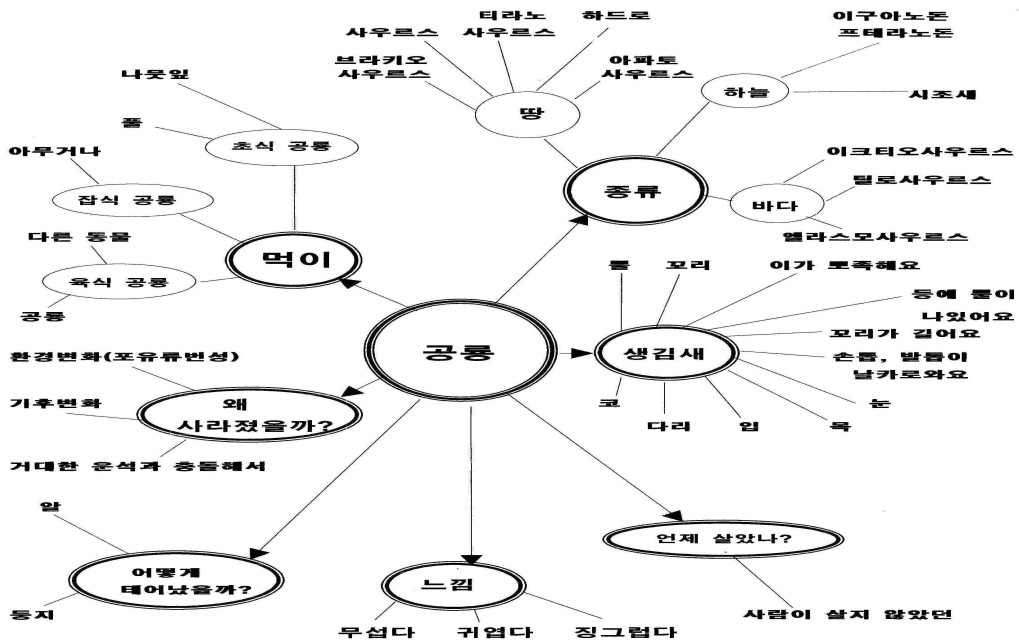 티라노 하드로 이구아노돈
사우르스 사우르스 프테라노돈
브라키오 아파토
사우르스 사우르스
나뭇잎
하늘
시조새
땅
풀
초식 공룡
아무거나
이크티오사우르스
종류
틸로사우르스
잡식 공룡
바다
다른 동물
엘라스모사우르스
먹이
육식 공룡
뿔 꼬리 이가 뾰족해요
등에 뿔이
나있어요
공룡
꼬리가 길어요
공룡
생김새
환경변화(포유류번성)
손톱, 발톱이
날카로와요
기후변화
왜
사라졌을까?
코
눈
다리 입 목
거대한 운석과 충돌해서
알
언제 살았나?
어떻게
태어났을까?
느낌
둥지
사람이 살지 않았던
무섭다 귀엽다 징그럽다